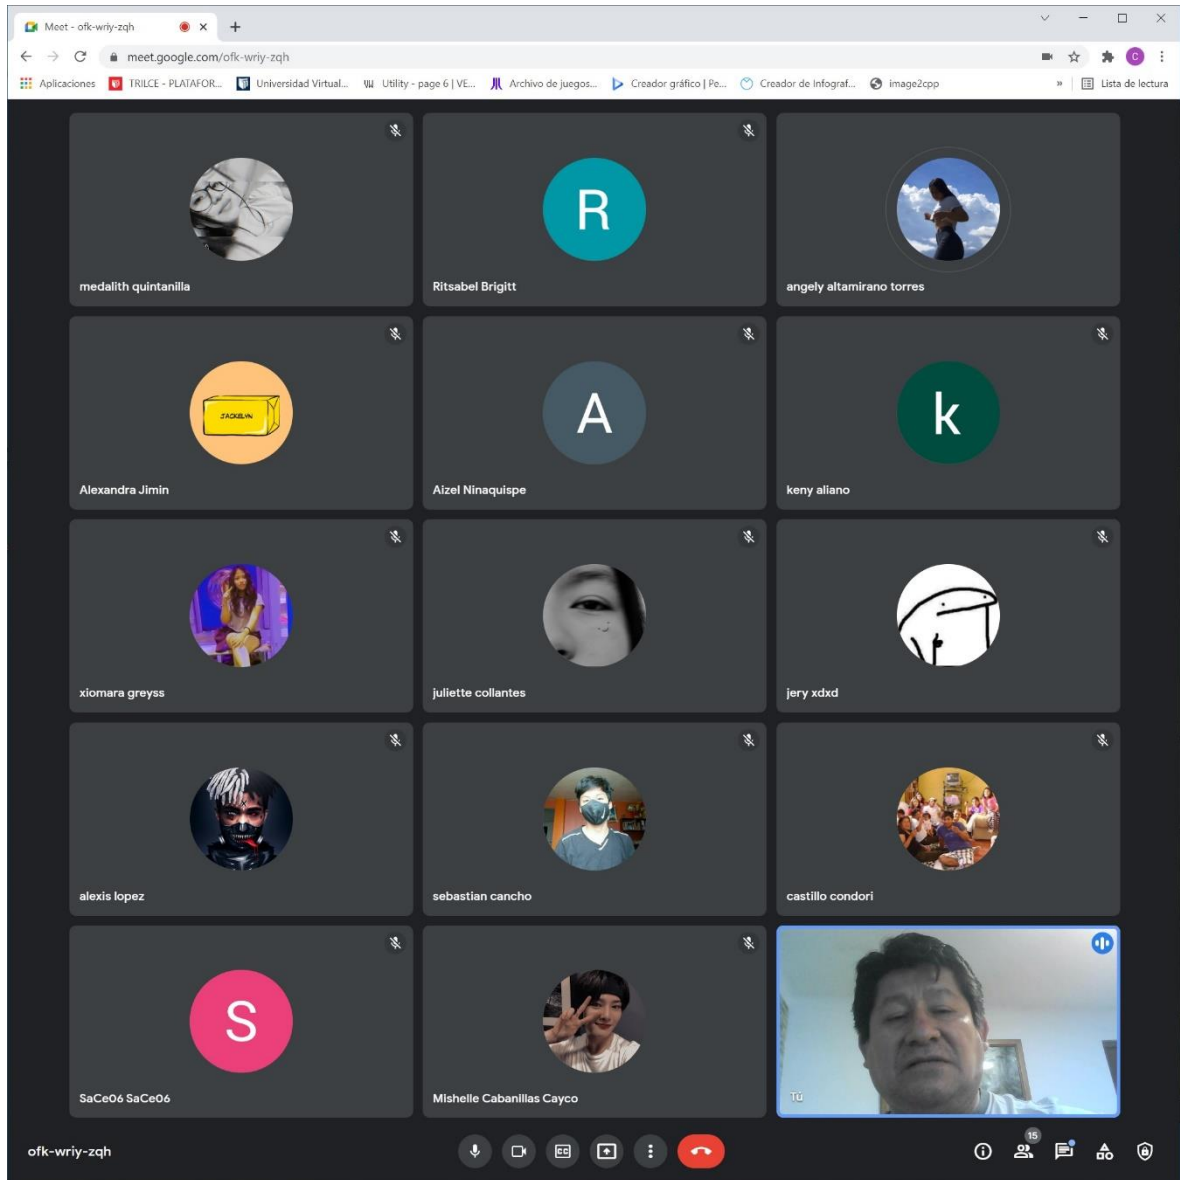 Meet - ofk-wriy-zqh
meet.google.com/ofk-wriy-zqh
Aplicaciones TRILCE - PLATAFOR... Universidad Virtual... Utility - page 6 | VE... Archivo de juegos... Creador gráfico | Pe... Creador de Infograf... image2cpp » Lista de lectura
C
R
medalith quintanilla Ritsabel Brigitt angely altamirano torres
JACKELYN
A
k
Alexandra Jimin Aizel Ninaquispe keny aliano
xiomara greyss juliette collantes jery xdxd
alexis lopez sebastian cancho castillo condori
S
SaCe06 SaCe06 Mishelle Cabanillas Cayco Tú
ofk-wriy-zqh
CC
15